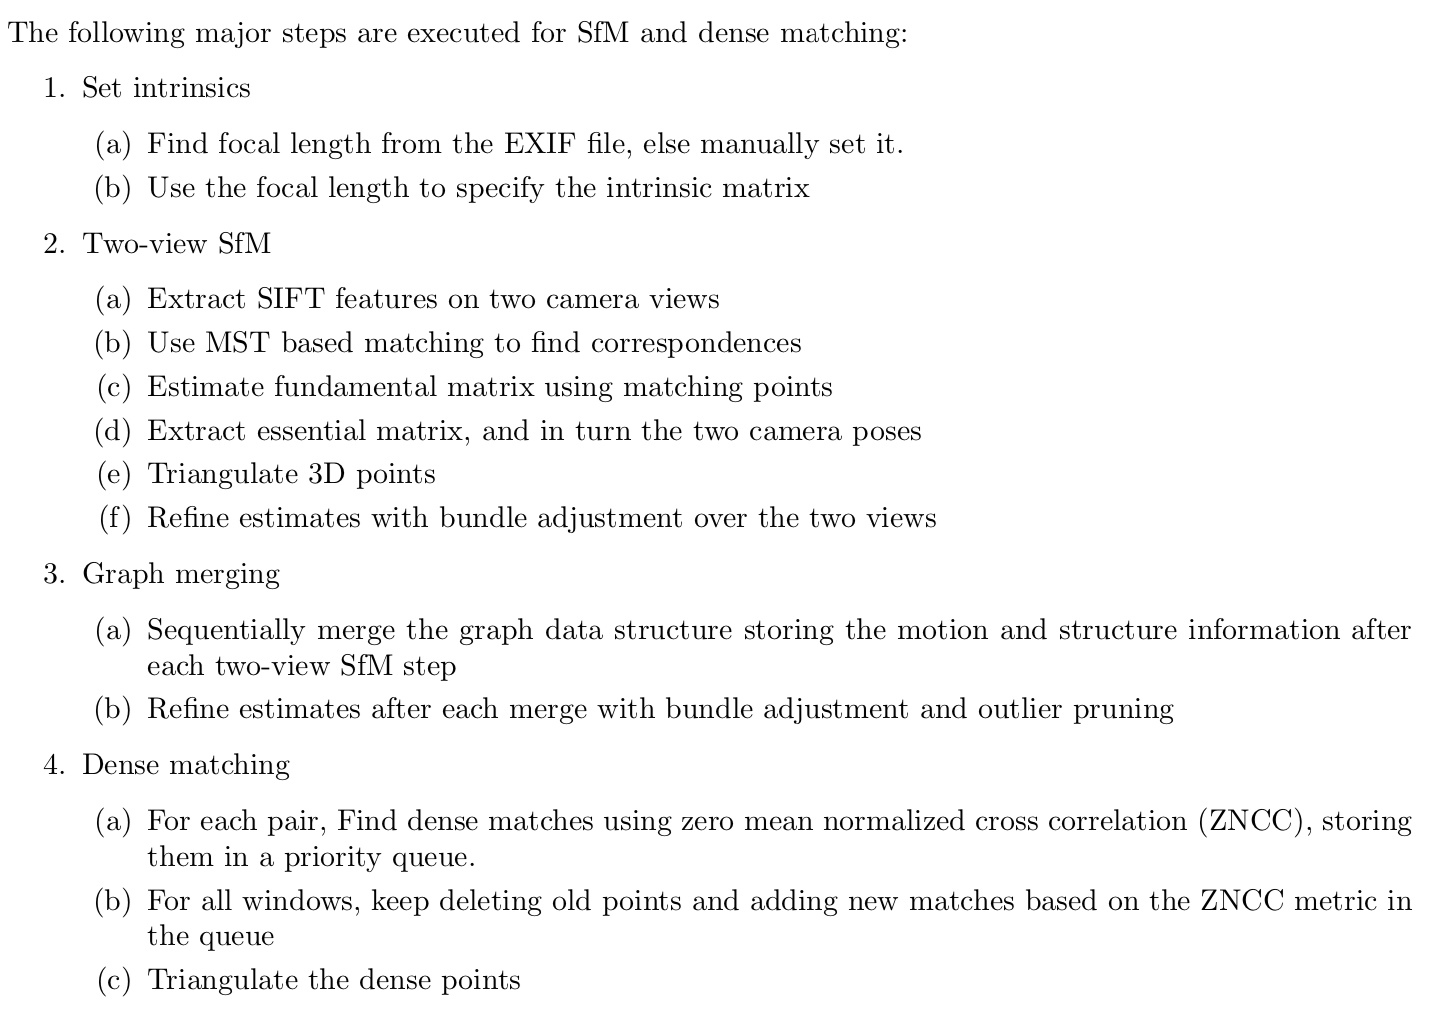 The following major steps are executed for SfM and dense matching:
1. Set intrinsics
(a) Find focal length from the EXIF file, else manually set it.
(b) Use the focal length to specify the intrinsic matrix
2. Two-view SfM
(a) Extract SIFT features on two camera views
(b) Use MST based matching to find correspondences
(c) Estimate fundamental matrix using matching points
(d) Extract essential matrix, and in turn the two camera poses
(e) Triangulate 3D points
(f) Refine estimates with bundle adjustment over the two views
3. Graph merging
(a) Sequentially merge the graph data structure storing the motion and structure information after
each two-view SfM step
(b) Refine estimates after each merge with bundle adjustment and outlier pruning
4. Dense matching
(a) For each pair, Find dense matches using zero mean normalized cross correlation (ZNCC), storing
them in a priority queue.
(b) For all windows, keep deleting old points and adding new matches based on the ZNCC metric in
the queue
(c) Triangulate the dense points